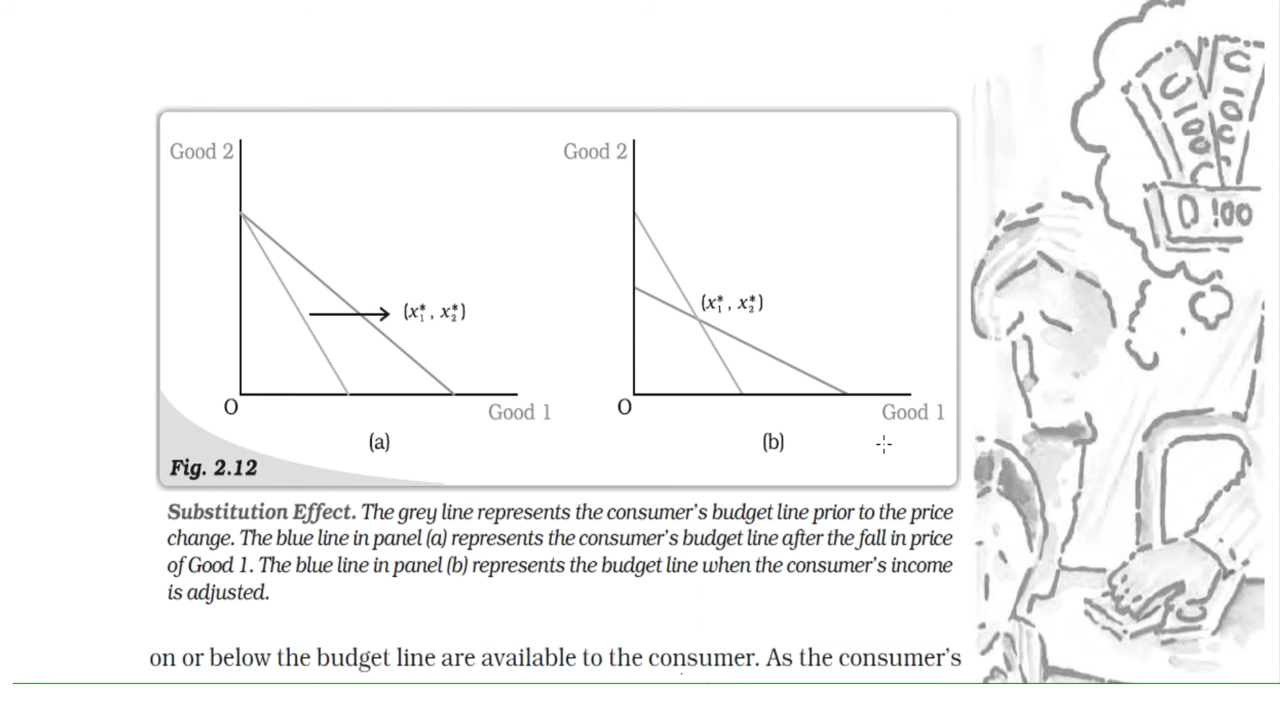 Good 2
(x₁*, x₂*)
O
Good 1
(a)
Good 2
(x₁*, x₂*)
O
Good 1
(b)
Fig. 2.12
Substitution Effect. The grey line represents the consumer's budget line prior to the price
change. The blue line in panel (a) represents the consumer's budget line after the fall in price
of Good 1. The blue line in panel (b) represents the budget line when the consumer's income
is adjusted.
on or below the budget line are available to the consumer. As the consumer's